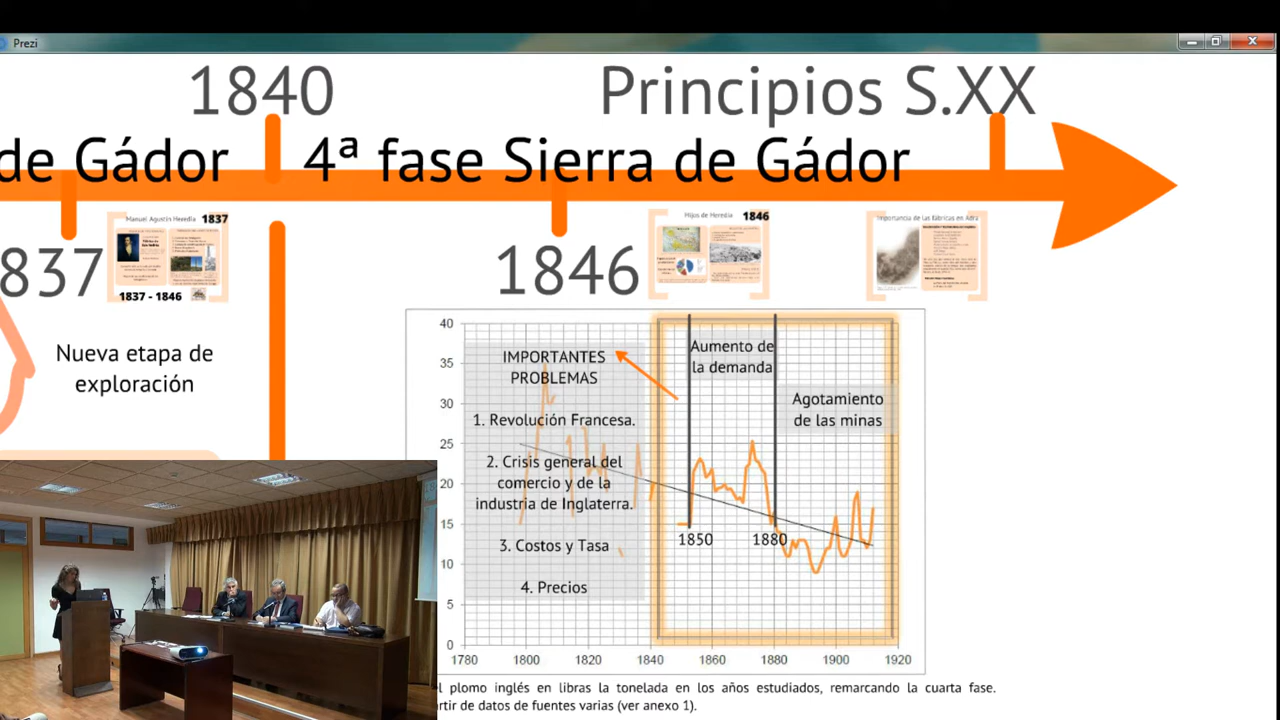 Prezi
1840
Principios S.XX
de Gádor
4ª fase Sierra de Gádor
837
Manuel Agustín Heredia 1837
1837 - 1846
1846
Hijos de Heredia 1846
Importancia de las fábricas en Adra
Nueva etapa de
exploración
40
35
30
25
20
15
10
5
0
IMPORTANTES
PROBLEMAS
1. Revolución Francesa.
2. Crisis general del
comercio y de la
industria de Inglaterra.
3. Costos y Tasa
4. Precios
Aumento de
la demanda
Agotamiento
de las minas
1850
1880
1780 1800 1820 1840 1860 1880 1900 1920
l plomo inglés en libras la tonelada en los años estudiados, remarcando la cuarta fase.
rtir de datos de fuentes varias (ver anexo 1).